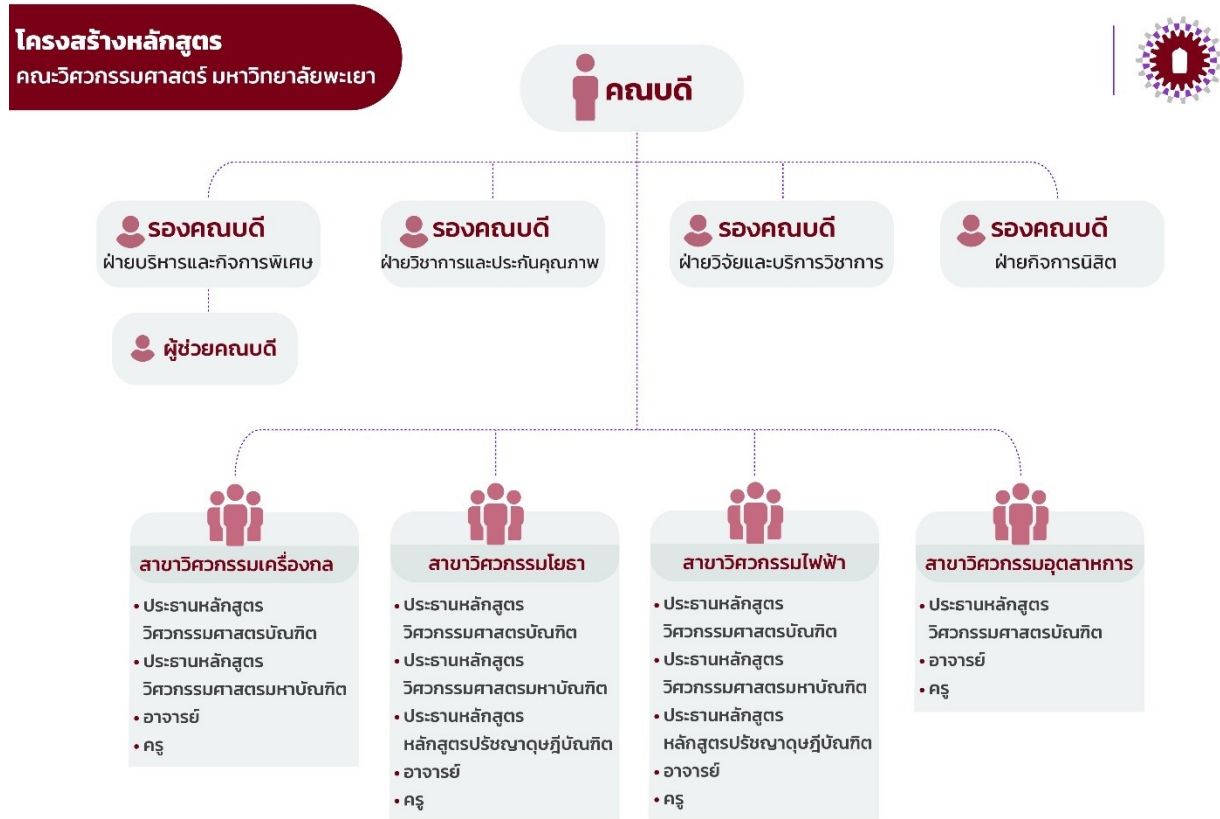 โครงสร้างหลักสูตร
คณะวิศวกรรมศาสตร์ มหาวิทยาลัยพะเยา
คณบดี
รองคณบดี
ฝ่ายบริหารและกิจการพิเศษ
รองคณบดี
ฝ่ายวิชาการและประกันคุณภาพ
รองคณบดี
ฝ่ายวิจัยและบริการวิชาการ
รองคณบดี
ฝ่ายกิจการนิสิต
ผู้ช่วยคณบดี
สาขาวิศวกรรมเครื่องกล
• ประธานหลักสูตร
วิศวกรรมศาสตรบัณฑิต
• ประธานหลักสูตร
วิศวกรรมศาสตรมหาบัณฑิต
• อาจารย์
• ครู
สาขาวิศวกรรมโยธา
• ประธานหลักสูตร
วิศวกรรมศาสตรบัณฑิต
• ประธานหลักสูตร
วิศวกรรมศาสตรมหาบัณฑิต
• ประธานหลักสูตร
หลักสูตรปรัชญาดุษฎีบัณฑิต
• อาจารย์
• ครู
สาขาวิศวกรรมไฟฟ้า
• ประธานหลักสูตร
วิศวกรรมศาสตรบัณฑิต
• ประธานหลักสูตร
วิศวกรรมศาสตรมหาบัณฑิต
• ประธานหลักสูตร
หลักสูตรปรัชญาดุษฎีบัณฑิต
• อาจารย์
• ครู
สาขาวิศวกรรมอุตสาหการ
• ประธานหลักสูตร
วิศวกรรมศาสตรบัณฑิต
• อาจารย์
• ครู